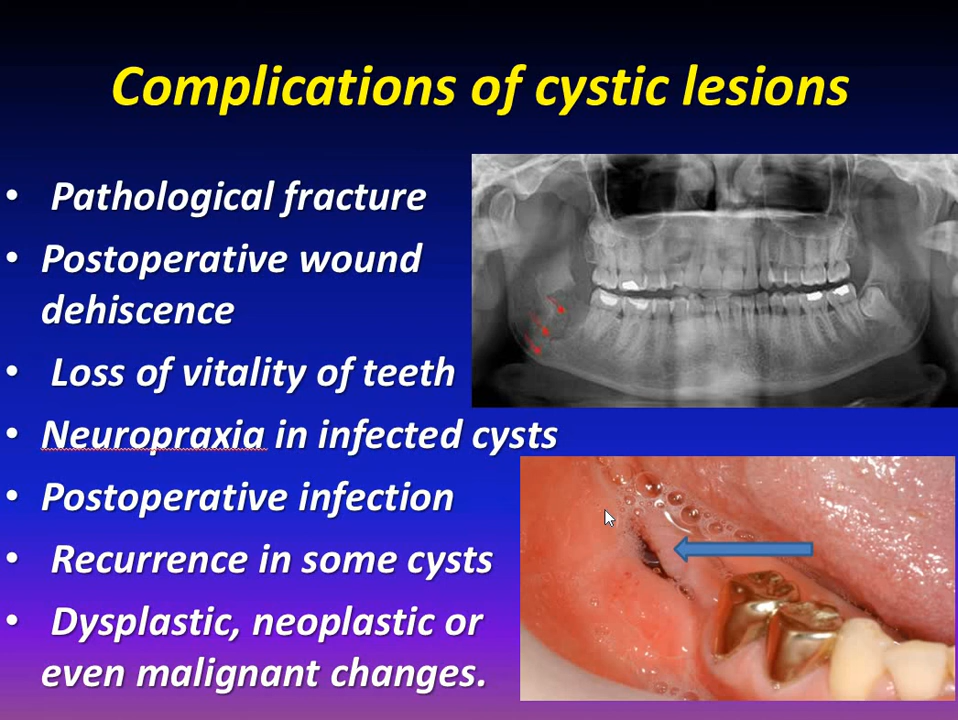 Complications of cystic lesions
• Pathological fracture
• Postoperative wound
dehiscence
• Loss of vitality of teeth
• Neuropraxia in infected cysts
• Postoperative infection
• Recurrence in some cysts
• Dysplastic, neoplastic or
even malignant changes.